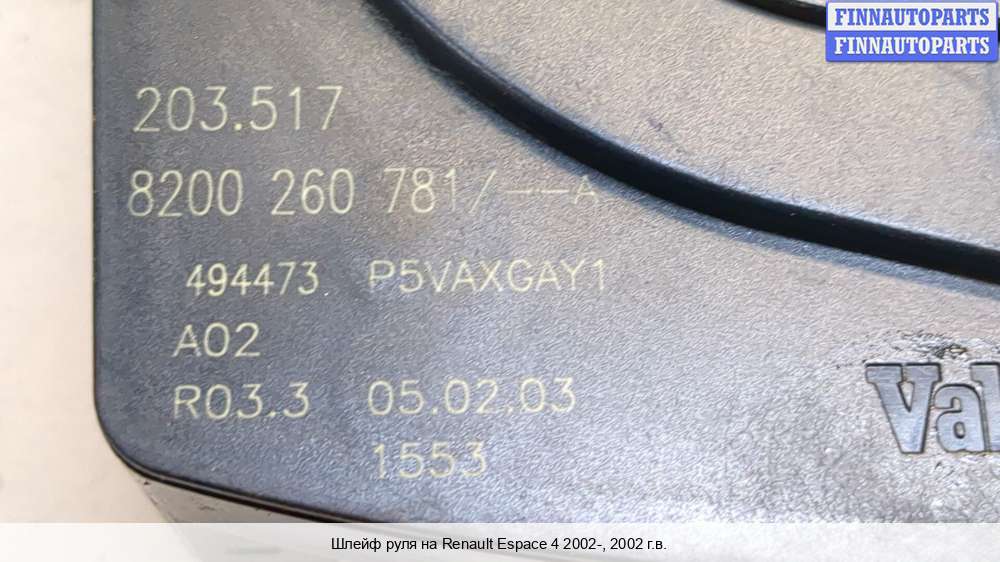 FINNAUTOPARTS
FINNAUTOPARTS
203.517
8200 260 781/--A
494473 P5VAXGAY1
A02
R03.3 05.02.03
1553
Шлейф руля на Renault Espace 4 2002-, 2002 г.в.